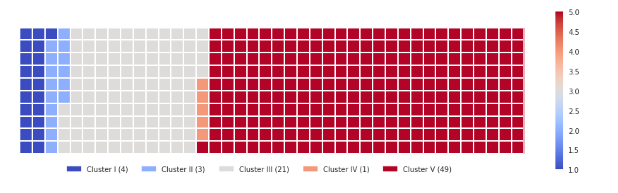 5.0
4.5
4.0
3.5
3.0
2.5
2.0
1.5
1.0
Cluster I (4)
Cluster II (3)
Cluster III (21)
Cluster IV (1)
Cluster V (49)